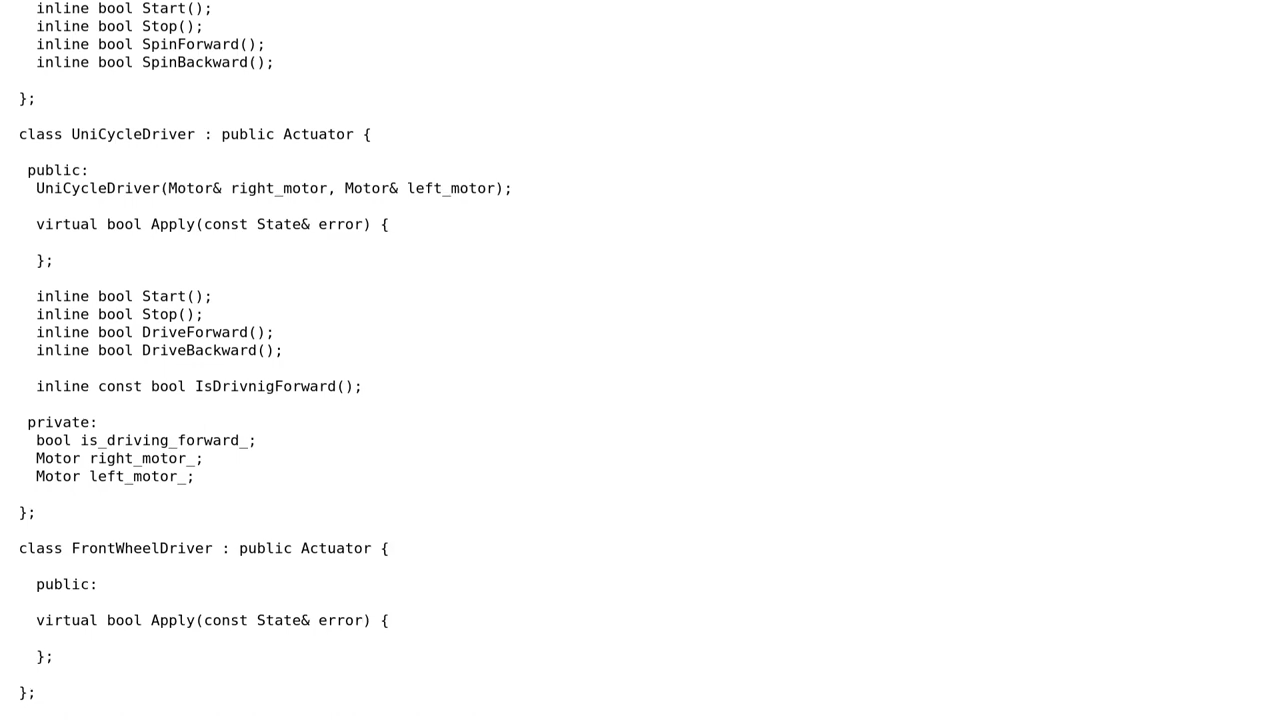 inline bool Start();
inline bool Stop();
inline bool SpinForward();
inline bool SpinBackward();
};
class UniCycleDriver : public Actuator {
public:
UniCycleDriver(Motor& right_motor, Motor& left_motor);
virtual bool Apply(const State& error) {
};
inline bool Start();
inline bool Stop();
inline bool DriveForward();
inline bool DriveBackward();
inline const bool IsDrivnigForward();
private:
bool is_driving_forward_;
Motor right_motor_;
Motor left_motor_;
};
class FrontWheelDriver : public Actuator {
public:
virtual bool Apply(const State& error) {
};
};